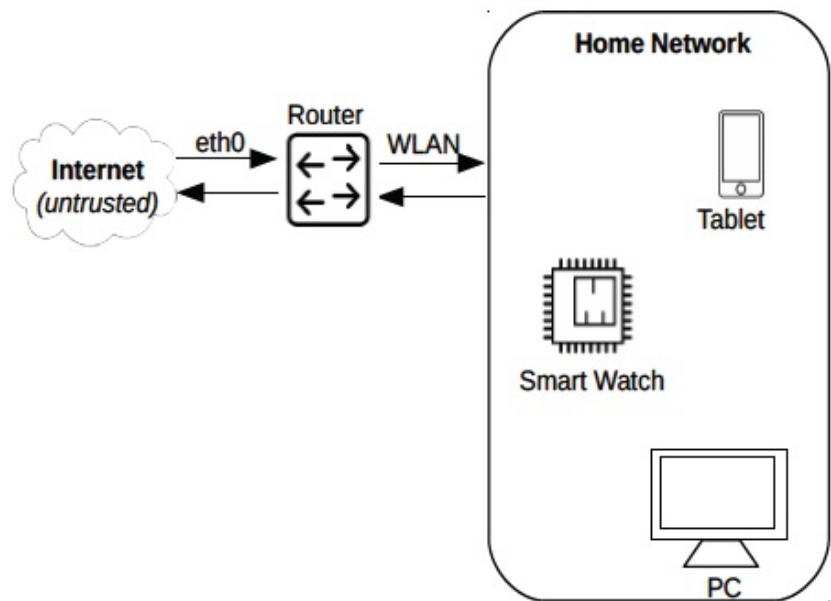 Home Network
Router
eth0
WLAN
Internet
(untrusted)
Tablet
Smart Watch
PC